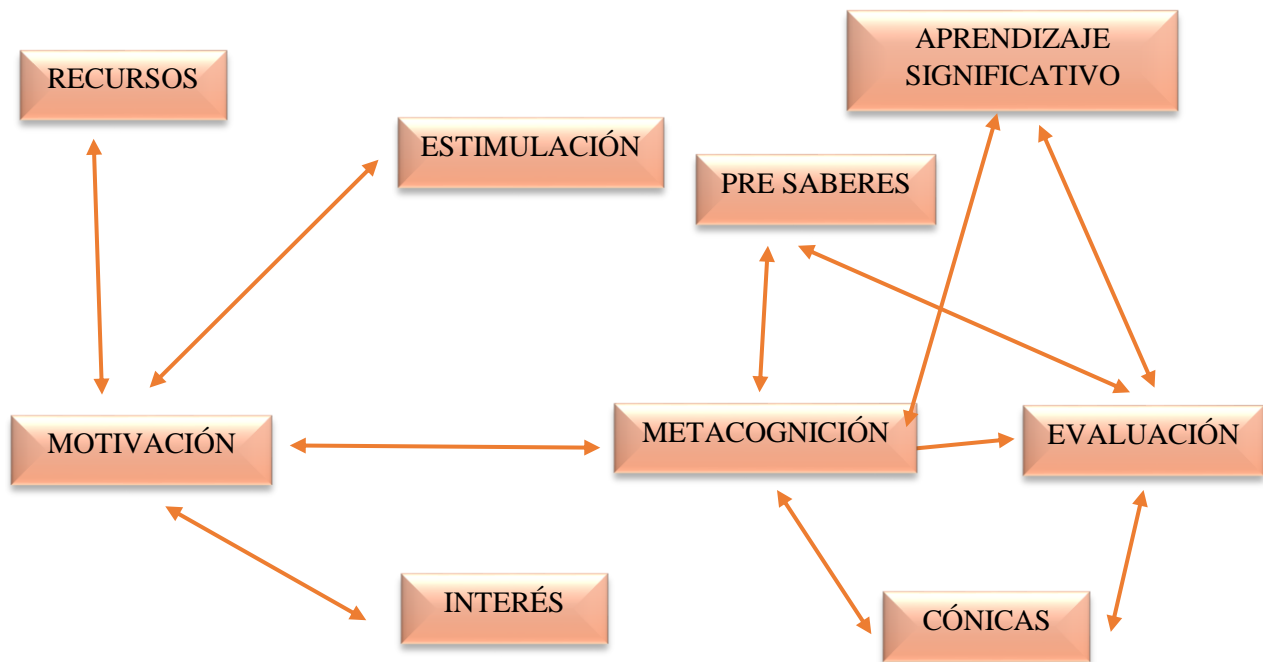 RECURSOS
APRENDIZAJE
SIGNIFICATIVO
ESTIMULACIÓN
PRE SABERES
MOTIVACIÓN
METACOGNICIÓN
EVALUACIÓN
INTERÉS
CÓNICAS